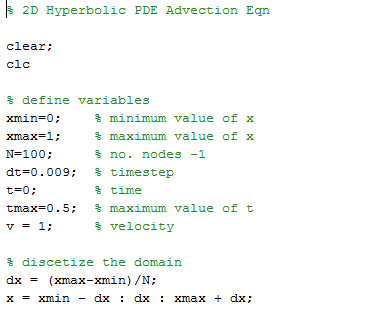 % 2D Hyperbolic PDE Advection Eqn
clear;
clc
% define variables
xmin=0; % minimum value of x
xmax=1; % maximum value of x
N=100; % no. nodes -1
dt=0.009; % timestep
t=0; % time
tmax=0.5; % maximum value of t
v = 1; % velocity
% discetize the domain
dx = (xmax-xmin)/N;
x = xmin - dx : dx : xmax + dx;